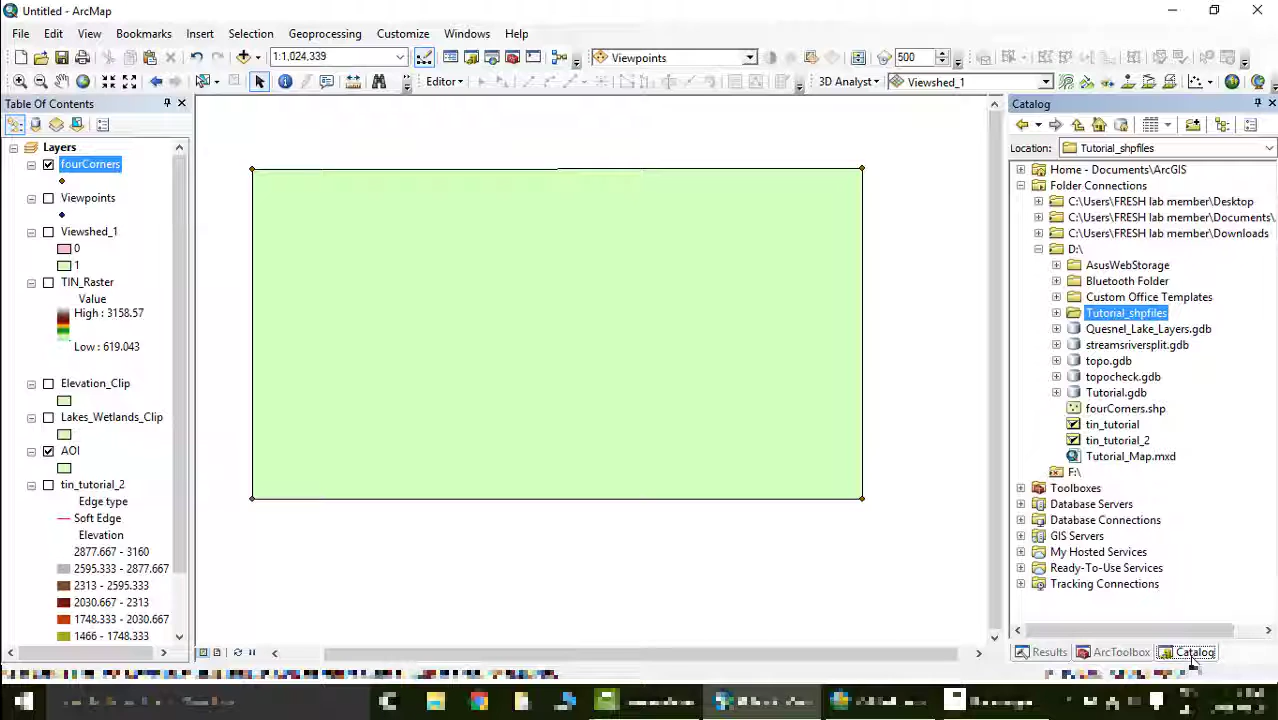 Untitled - ArcMap
File Edit View Bookmarks Insert Selection Geoprocessing Customize Windows Help
1:1,024,339 Viewpoints 500
Editor 3D Analyst Viewshed_1
Table Of Contents
Layers
fourCorners
Viewpoints
Viewshed_1
0
1
TIN_Raster
Value
High : 3158.57
Low : 619.043
Elevation_Clip
Lakes_Wetlands_Clip
AOI
tin_tutorial_2
Edge type
Soft Edge
Elevation
2877.667 - 3160
2595.333 - 2877.667
2313 - 2595.333
2030.667 - 2313
1748.333 - 2030.667
1466 - 1748.333
Catalog
Location: Tutorial_shpfiles
Home - Documents\ArcGIS
Folder Connections
C:\Users\FRESH lab member\Desktop
C:\Users\FRESH lab member\Documents\
C:\Users\FRESH lab member\Downloads
D:\
AsusWebStorage
Bluetooth Folder
Custom Office Templates
Tutorial_shpfiles
Quesnel_Lake_Layers.gdb
streamsriversplit.gdb
topo.gdb
topocheck.gdb
Tutorial.gdb
fourCorners.shp
tin_tutorial
tin_tutorial_2
Tutorial_Map.mxd
F:\
Toolboxes
Database Servers
Database Connections
GIS Servers
My Hosted Services
Ready-To-Use Services
Tracking Connections
Results ArcToolbox Catalog